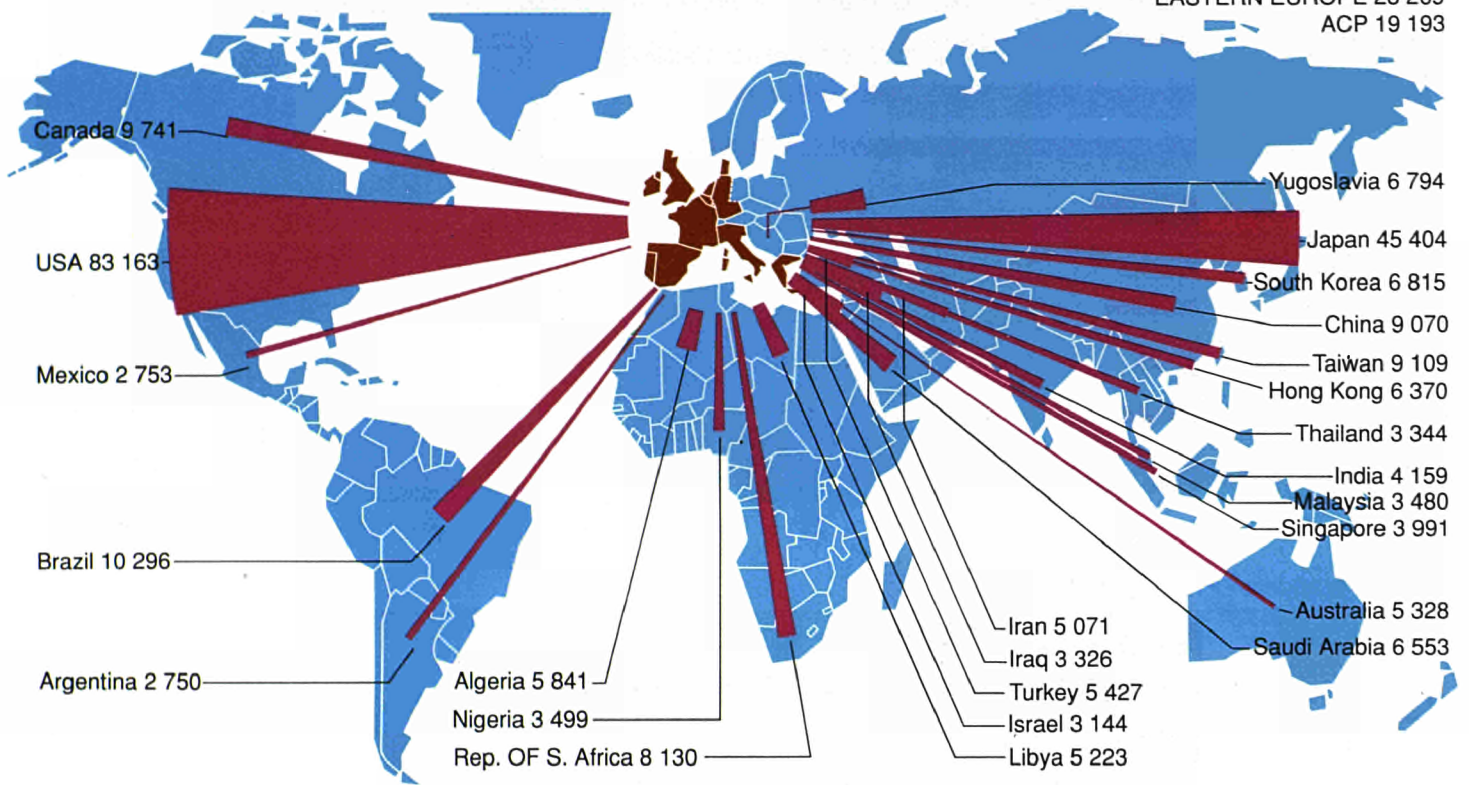 EASTERN EUROPE
ACP 19 193
Canada 9 741
Yugoslavia 6 794
USA 83 163
Japan 45 404
South Korea 6 815
China 9 070
Mexico 2 753
Taiwan 9 109
Hong Kong 6 370
Thailand 3 344
India 4 159
Malaysia 3 480
Singapore 3 991
Brazil 10 296
Australia 5 328
Saudi Arabia 6 553
Iran 5 071
Iraq 3 326
Argentina 2 750
Algeria 5 841
Turkey 5 427
Nigeria 3 499
Israel 3 144
Rep. OF S. Africa 8 130
Libya 5 223